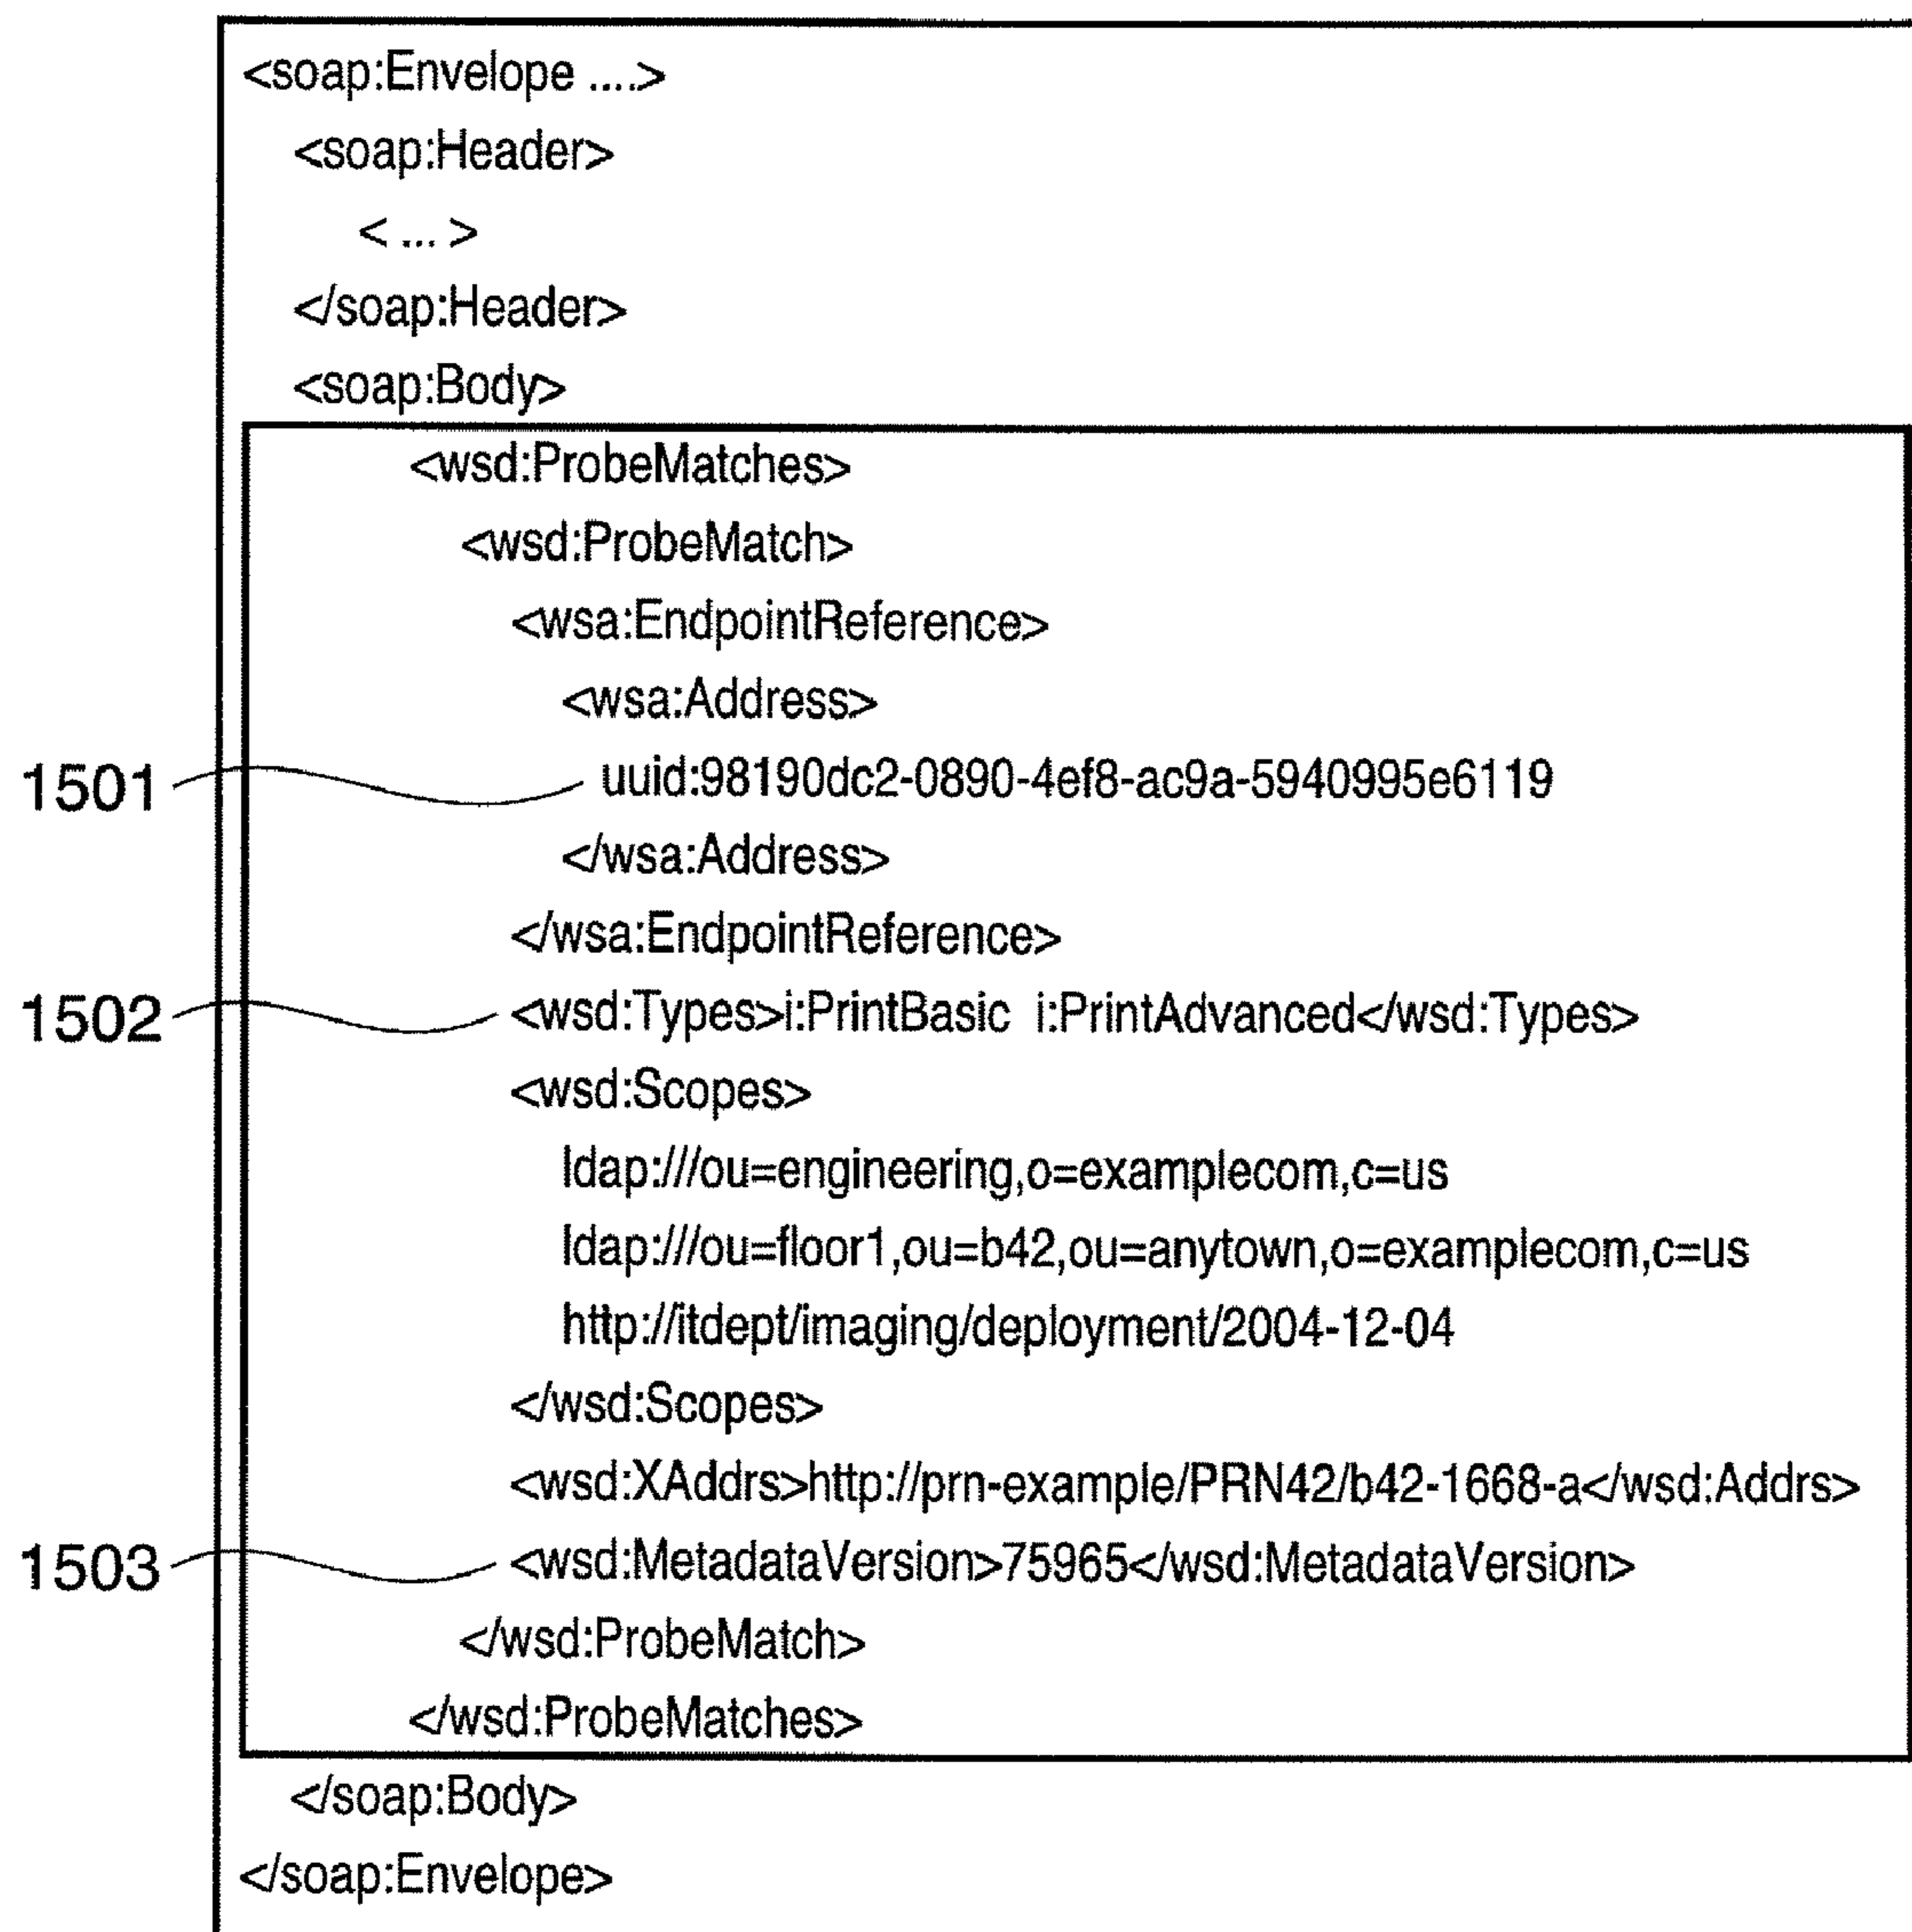 <soap:Envelope ....>
<soap:Header>
< ... >
</soap:Header>
<soap:Body>
<wsd:ProbeMatches>
<wsd:ProbeMatch>
<wsa:EndpointReference>
<wsa:Address>
1501 uuid:98190dc2-0890-4ef8-ac9a-5940995e6119
</wsa:Address>
</wsa:EndpointReference>
1502 <wsd:Types>i:PrintBasic i:PrintAdvanced</wsd:Types>
<wsd:Scopes>
ldap:///ou=engineering,o=examplecom,c=us
ldap:///ou=floor1,ou=b42,ou=anytown,o=examplecom,c=us
http://itdept/imaging/deployment/2004-12-04
</wsd:Scopes>
<wsd:XAddrs>http://prn-example/PRN42/b42-1668-a</wsd:Addrs>
1503 <wsd:MetadataVersion>75965</wsd:MetadataVersion>
</wsd:ProbeMatch>
</wsd:ProbeMatches>
</soap:Body>
</soap:Envelope>